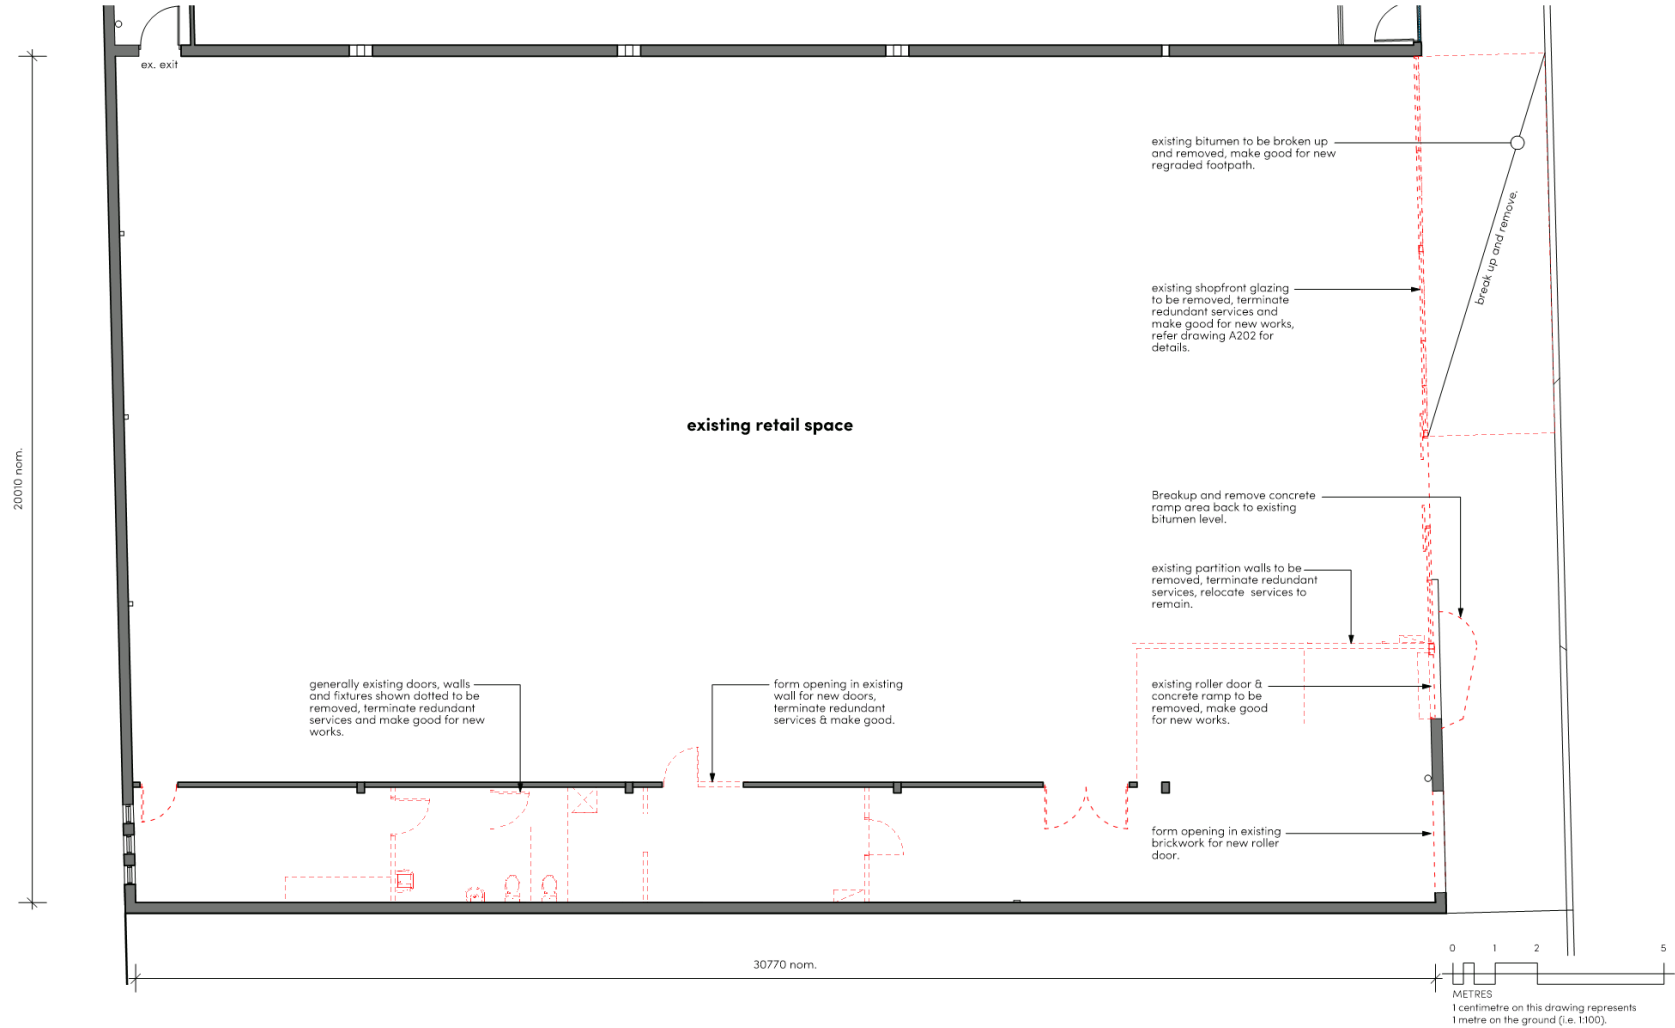 ex. exit
existing bitumen to be broken up
and removed, make good for new
regraded footpath.
break up and remove.
existing shopfront glazing
to be removed, terminate
redundant services and
make good for new works,
refer drawing A202 for
details.
existing retail space
20010 nom.
Breakup and remove concrete
ramp area back to existing
bitumen level.
existing partition walls to be
removed, terminate redundant
services, relocate services to
remain.
generally existing doors, walls
and fixtures shown dotted to be
removed, terminate redundant
services and make good for new
works.
form opening in existing
wall for new doors,
terminate redundant
services & make good.
existing roller door &
concrete ramp to be
removed, make good
for new works.
form opening in existing
brickwork for new roller
door.
30770 nom.
0 1 2 5
METRES
1 centimetre on this drawing represents
1 metre on the ground (i.e. 1:100).